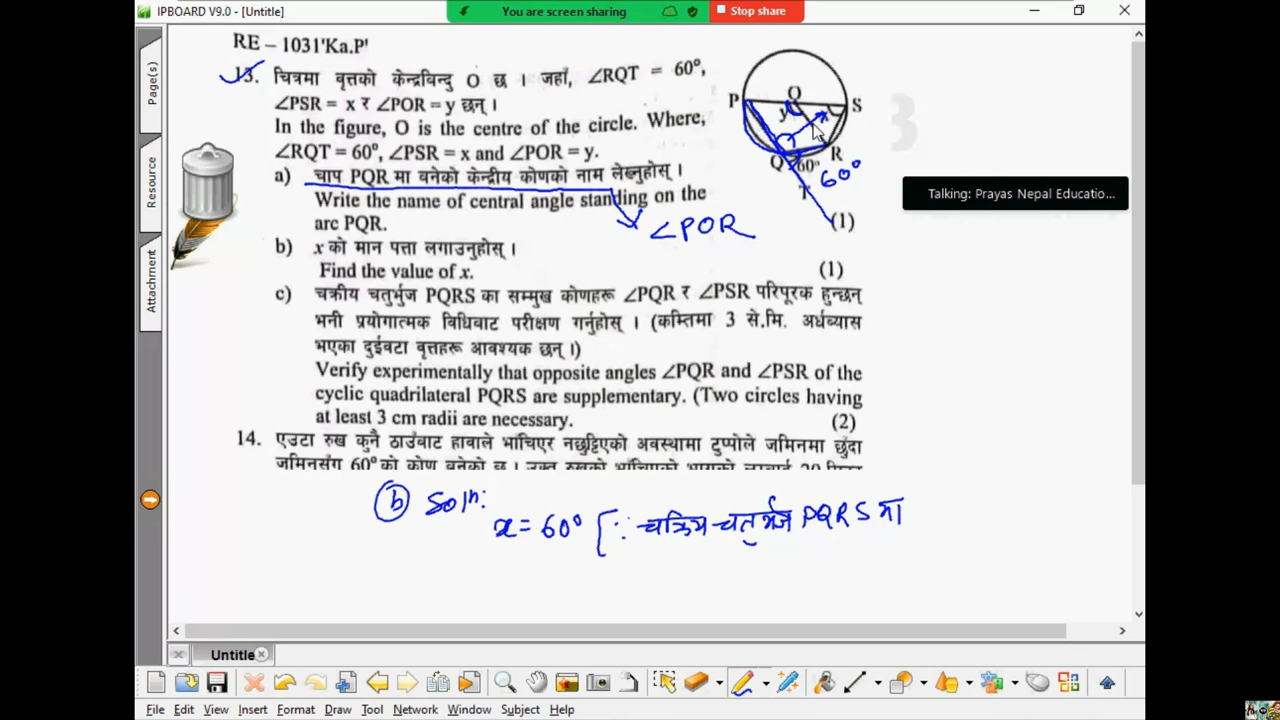 IPBOARD V9.0 - [Untitle]
You are screen sharing
Stop share
RE – 1031'Ka.P'
13. चित्रमा वृत्तको केन्द्रविन्दु O छ । जहाँ, ∠RQT = 60°,
∠PSR = x र ∠POR = y छन् ।
In the figure, O is the centre of the circle. Where,
∠RQT = 60°, ∠PSR = x and ∠POR = y.
a) चाप PQR मा बनेको केन्द्रीय कोणको नाम लेख्नुहोस् ।
Write the name of central angle standing on the
arc PQR. (1)
∠POR
b) x को मान पत्ता लगाउनुहोस् ।
Find the value of x. (1)
c) चक्रीय चतुर्भुज PQRS का सम्मुख कोणहरू ∠PQR र ∠PSR परिपूरक हुन्छन्
भनी प्रयोगात्मक विधिबाट परीक्षण गर्नुहोस् । (कम्तिमा 3 से.मि. अर्धव्यास
भएका दुईवटा वृत्तहरू आवश्यक छन् ।)
Verify experimentally that opposite angles ∠PQR and ∠PSR of the
cyclic quadrilateral PQRS are supplementary. (Two circles having
at least 3 cm radii are necessary. (2)
14. एउटा रुख कुनै ठाउँबाट हावाले भाँचिएर नछुट्टिएको अवस्थामा टुप्पोले जमिनमा छुँदा
जमिनसंग 60° को कोण बनेको छ ।
P O S
y x
Q 60° R
60°
T
3
Talking: Prayas Nepal Educatio...
(b) Soln:
x = 60° [∵ चक्रिय चतुर्भुज PQRS मा
Page(s)
Resource
Attachment
Untitle
File Edit View Insert Format Draw Tool Network Window Subject Help